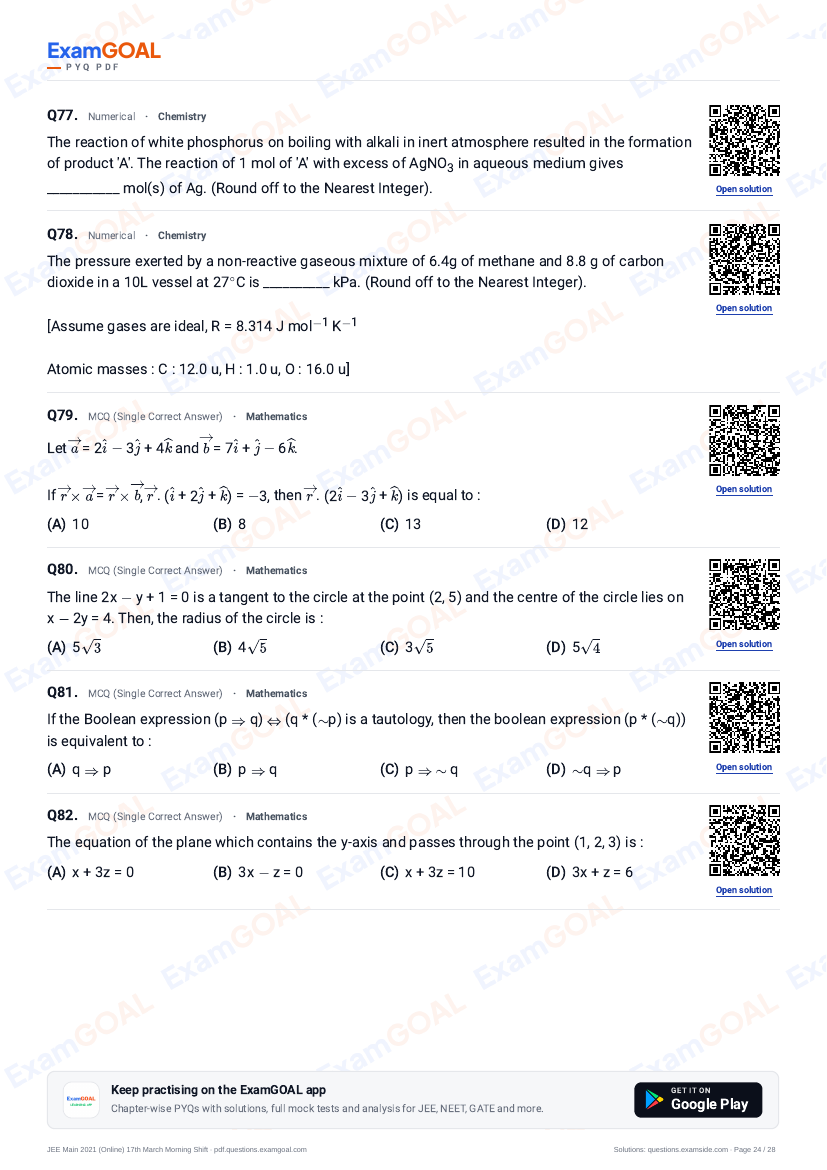 ExamGOAL
PYQ PDF
Q77. Numerical · Chemistry
The reaction of white phosphorus on boiling with alkali in inert atmosphere resulted in the formation
of product 'A'. The reaction of 1 mol of 'A' with excess of AgNO₃ in aqueous medium gives
___________ mol(s) of Ag. (Round off to the Nearest Integer).
Open solution
Q78. Numerical · Chemistry
The pressure exerted by a non-reactive gaseous mixture of 6.4g of methane and 8.8 g of carbon
dioxide in a 10L vessel at 27°C is __________ kPa. (Round off to the Nearest Integer).
Open solution
[Assume gases are ideal, R = 8.314 J mol⁻¹ K⁻¹
Atomic masses : C : 12.0 u, H : 1.0 u, O : 16.0 u]
Q79. MCQ (Single Correct Answer) · Mathematics
Let a⃗ = 2î − 3ĵ + 4k̂ and b⃗ = 7î + ĵ − 6k̂.
Open solution
If r⃗ × a⃗ = r⃗ × b⃗, r⃗ . (î + 2ĵ + k̂) = −3, then r⃗ . (2î − 3ĵ + k̂) is equal to :
(A) 10 (B) 8 (C) 13 (D) 12
Q80. MCQ (Single Correct Answer) · Mathematics
The line 2x − y + 1 = 0 is a tangent to the circle at the point (2, 5) and the centre of the circle lies on
x − 2y = 4. Then, the radius of the circle is :
(A) 5√3 (B) 4√5 (C) 3√5 (D) 5√4
Open solution
Q81. MCQ (Single Correct Answer) · Mathematics
If the Boolean expression (p ⇒ q) ⇔ (q * (~p) is a tautology, then the boolean expression (p * (~q))
is equivalent to :
(A) q ⇒ p (B) p ⇒ q (C) p ⇒ ~ q (D) ~q ⇒ p
Open solution
Q82. MCQ (Single Correct Answer) · Mathematics
The equation of the plane which contains the y-axis and passes through the point (1, 2, 3) is :
(A) x + 3z = 0 (B) 3x − z = 0 (C) x + 3z = 10 (D) 3x + z = 6
Open solution
Keep practising on the ExamGOAL app
Chapter-wise PYQs with solutions, full mock tests and analysis for JEE, NEET, GATE and more.
GET IT ON
Google Play
JEE Main 2021 (Online) 17th March Morning Shift · pdf.questions.examgoal.com
Solutions: questions.examside.com · Page 24 / 28